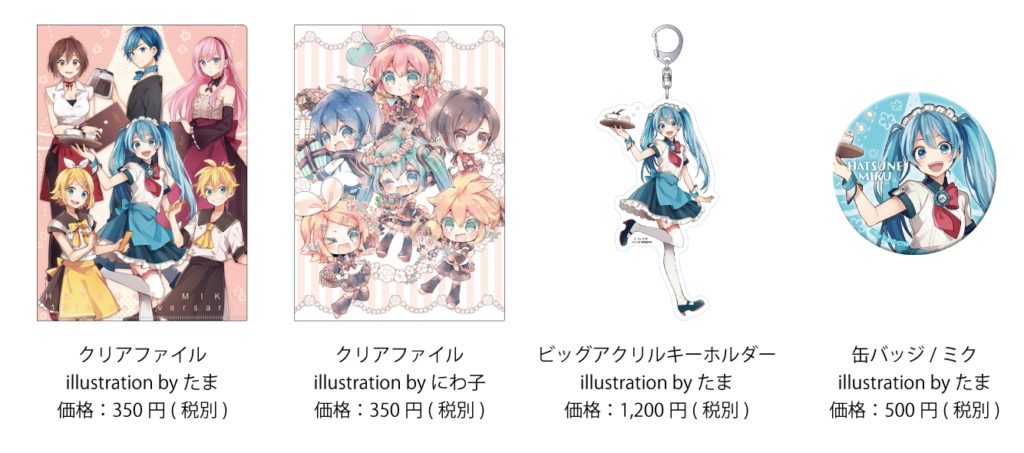 HATSUNE
MIKU
クリアファイル
illustration by たま
価格：350 円 ( 税別 )
クリアファイル
illustration by にわ子
価格：350 円 ( 税別 )
ビッグアクリルキーホルダー
illustration by たま
価格：1,200 円 ( 税別 )
缶バッジ / ミク
illustration by たま
価格：500 円 ( 税別 )